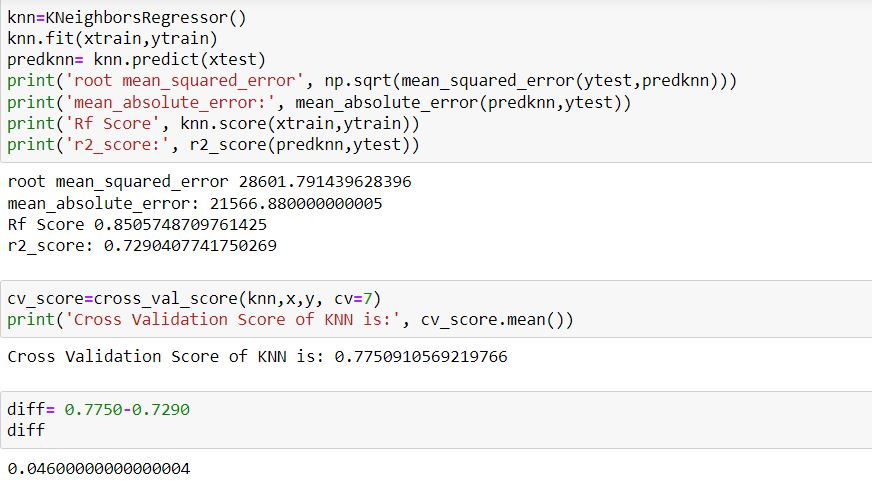 knn=KNeighborsRegressor()
knn.fit(xtrain,ytrain)
predknn= knn.predict(xtest)
print('root mean_squared_error', np.sqrt(mean_squared_error(ytest,predknn)))
print('mean_absolute_error:', mean_absolute_error(predknn,ytest))
print('Rf Score', knn.score(xtrain,ytrain))
print('r2_score:', r2_score(predknn,ytest))
root mean_squared_error 28601.791439628396
mean_absolute_error: 21566.880000000005
Rf Score 0.8505748709761425
r2_score: 0.7290407741750269
cv_score=cross_val_score(knn,x,y, cv=7)
print('Cross Validation Score of KNN is:', cv_score.mean())
Cross Validation Score of KNN is: 0.7750910569219766
diff= 0.7750-0.7290
diff
0.04600000000000004